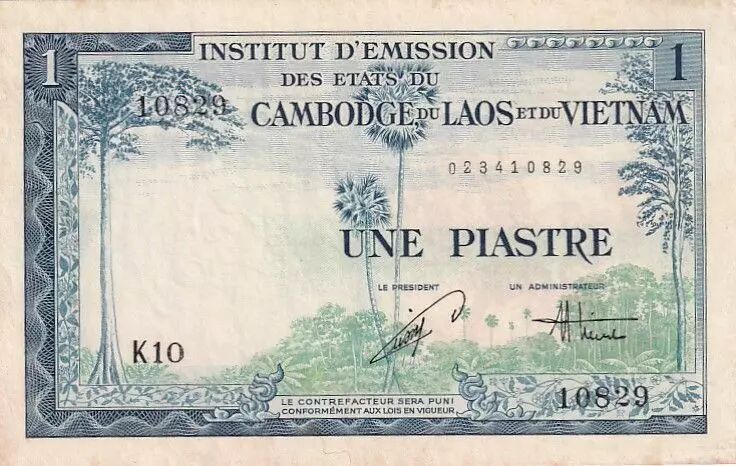 1
INSTITUT D'EMISSION
1
DES ETATS DU
10829
CAMBODGE DU LAOS ET DU VIETNAM
023410829
UNE PIASTRE
LE PRESIDENT
UN ADMINISTRATEUR
K10
10829
LE CONTREFACTEUR SERA PUNI
CONFORMÉMENT AUX LOIS EN VIGUEUR